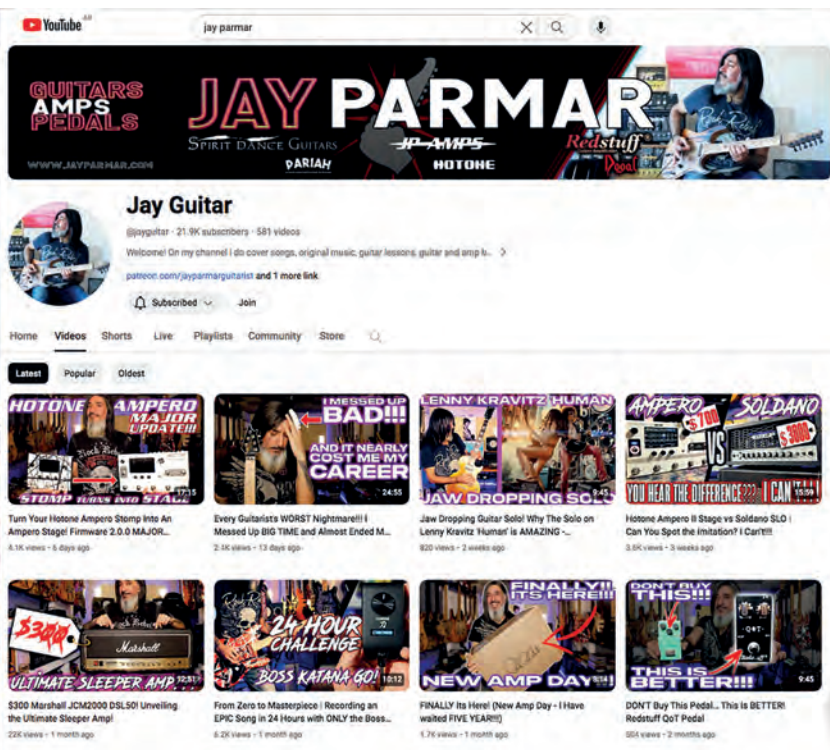 YouTube
jay parmar
GUITARS
AMPS
PEDALS
JAY PARMAR
SPIRIT DANCE GUITARS
JP-AMPS
Redstuff
PARIAH
HOTONE
WWW.JAYPARMAR.COM
Jay Guitar
@jayguitar · 21.9K subscribers · 581 videos
Welcome! On my channel i do cover songs, original music, guitar lessons, guitar and amp
patreon.com/jayparmarguitarist and 1 more link
Subscribed
Join
Home Videos Shorts Live Playlists Community Store
Latest Popular Oldest
HOTONE AMPERO
MAJOR
UPDATE!!!
STOMP TURNS INTO STAGE
17:15
I MESSED UP
BAD!!!
AND IT NEARLY
COST ME MY
CAREER
24:55
LENNY KRAVITZ HUMAN
JAW DROPPING SOLO
9:45
AMPERO SOLDANO
$700
VS
$3000
YOU HEAR THE DIFFERENCE??? I CAN'T!!!
15:59
Turn Your Hotone Ampero Stomp Into An
Ampero Stage! Firmware 2.0.0 MAJOR...
4.1K views · 6 days ago
Every Guitarist's WORST Nightmare!!! I
Messed Up BIG TIME and Almost Ended M...
2.4K views · 13 days ago
Jaw Dropping Guitar Solo! Why The Solo on
Lenny Kravitz 'Human' is AMAZING -...
820 views · 2 weeks ago
Hotone Ampero II Stage vs Soldano SLO |
Can You Spot the Imitation? I Can't!!!
3.8K views · 3 weeks ago
$300
Marshall
ULTIMATE SLEEPER AMP
12:51
24 HOUR
CHALLENGE
BOSS KATANA GO!
10:12
FINALLY!!
ITS HERE!!!
NEW AMP DAY
DON'T BUY
THIS!!!
THIS IS
BETTER!!!
9:45
$300 Marshall JCM2000 DSL50! Unveiling
the Ultimate Sleeper Amp!
22K views · 1 month ago
From Zero to Masterpiece | Recording an
EPIC Song in 24 Hours with ONLY the Boss...
6.2K views · 1 month ago
FINALLY Its Here! (New Amp Day - I Have
waited FIVE YEAR!!!)
1.7K views · 1 month ago
DON'T Buy This Pedal... This is BETTER!
Redstuff QoT Pedal
views · 2 months ago